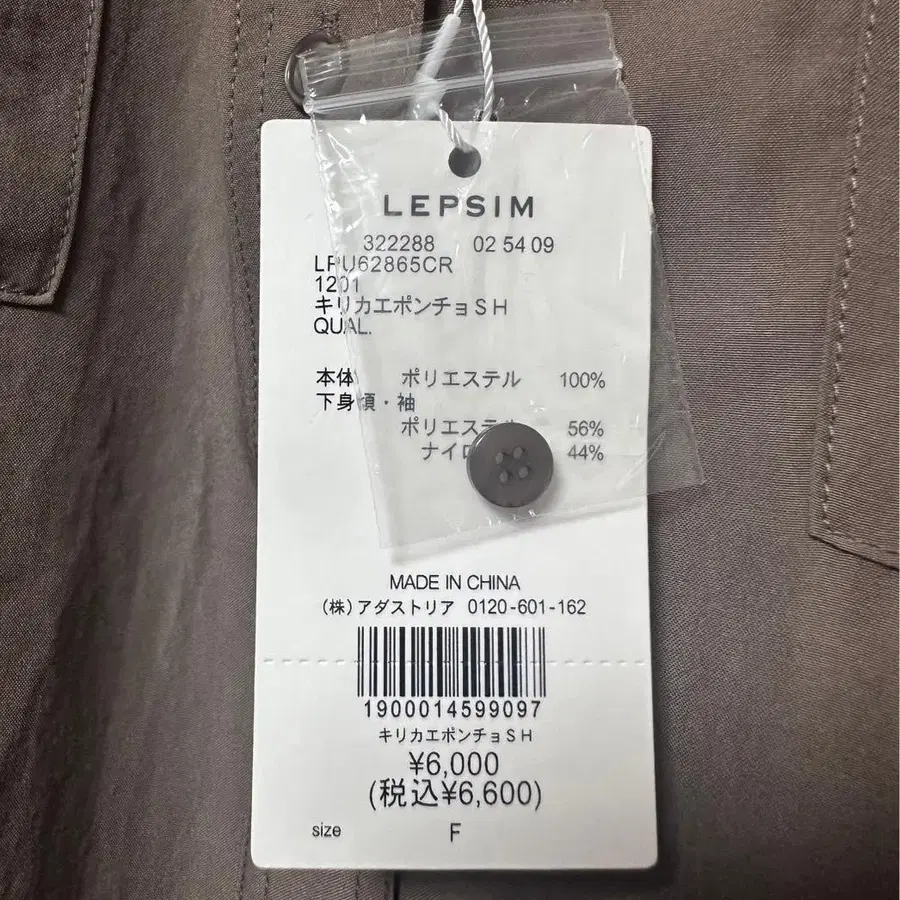 LEPSIM
322288 02 54 09
LPU62865CR
1201
キリカエポンチョSH
QUAL.
本体 ポリエステル 100%
下身頃・袖
ポリエステル 56%
44%
MADE IN CHINA
(株)アダストリア 0120-601-162
1900014599097
キリカエポンチョSH
¥6,000
(税込¥6,600)
size F